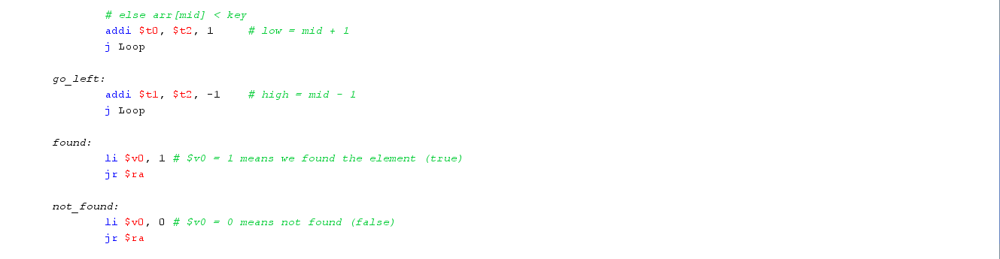 # else arr[mid] < key
addi $t0, $t2, 1 # low = mid + 1
j Loop
go_left:
addi $t1, $t2, -1 # high = mid - 1
j Loop
found:
li $v0, 1 # $v0 = 1 means we found the element (true)
jr $ra
not_found:
li $v0, 0 # $v0 = 0 means not found (false)
jr $ra